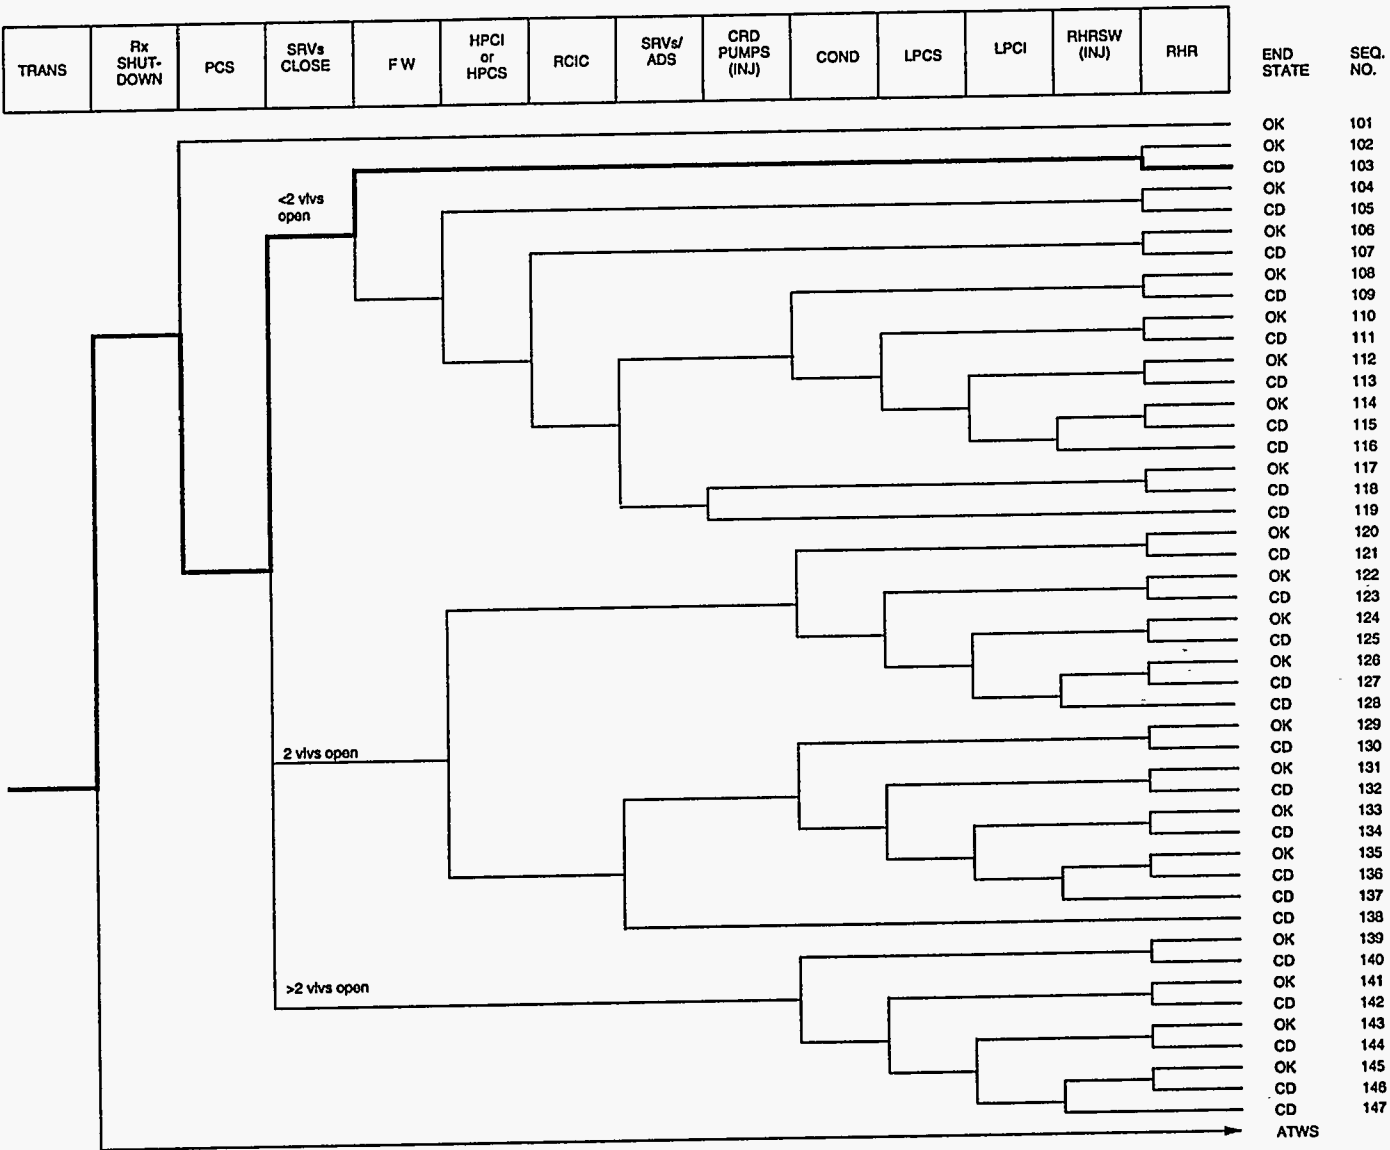 TRANS
Rx
SHUT-
DOWN
PCS
SRVs
CLOSE
F W
HPCI
or
HPCS
RCIC
SRVs/
ADS
CRD
PUMPS
(INJ)
COND
LPCS
LPCI
RHRSW
(INJ)
RHR
END
STATE
SEQ.
NO.
OK 101
OK 102
CD 103
<2 vlvs
open
OK 104
CD 105
OK 106
CD 107
OK 108
CD 109
OK 110
CD 111
OK 112
CD 113
OK 114
CD 115
CD 116
OK 117
CD 118
CD 119
OK 120
CD 121
OK 122
CD 123
OK 124
CD 125
OK 126
CD 127
CD 128
OK 129
2 vlvs open
CD 130
OK 131
CD 132
OK 133
CD 134
OK 135
CD 136
CD 137
CD 138
OK 139
CD 140
>2 vlvs open
OK 141
CD 142
OK 143
CD 144
OK 145
CD 146
CD 147
ATWS